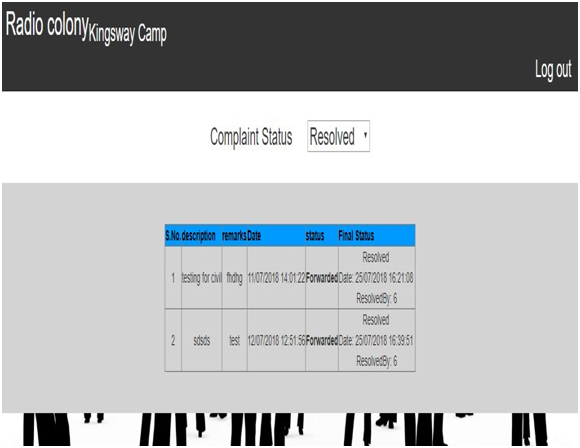 Radio colony Kingsway Camp
Log out
Complaint Status Resolved
S.No. description remarks Date status Final Status
1 testing for civil fhdhg 11/07/2018 14:01:22 Forwarded Resolved
Date: 25/07/2018 16:21:08
ResolvedBy: 6
2 sdsds test 12/07/2018 12:51:56 Forwarded Resolved
Date: 25/07/2018 16:39:51
ResolvedBy: 6